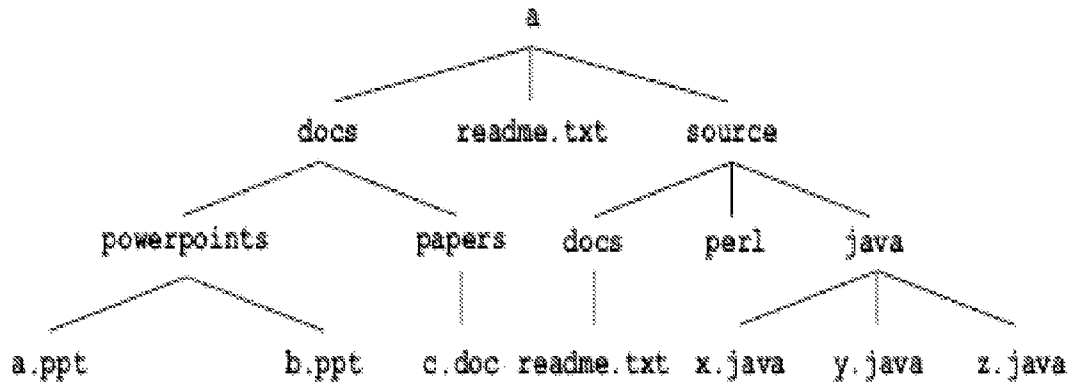 a
docs readme.txt source
powerpoints papers docs perl java
a.ppt b.ppt c.doc readme.txt x.java y.java z.java